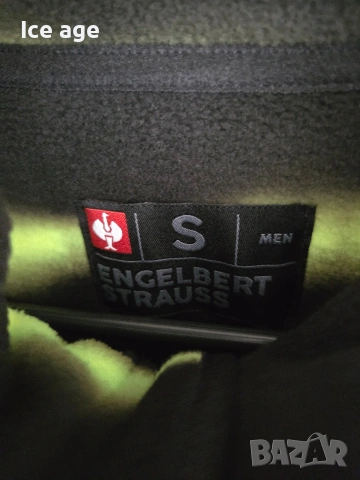 Ice age
S
MEN
ENGELBERT
STRAUSS
BAZAR